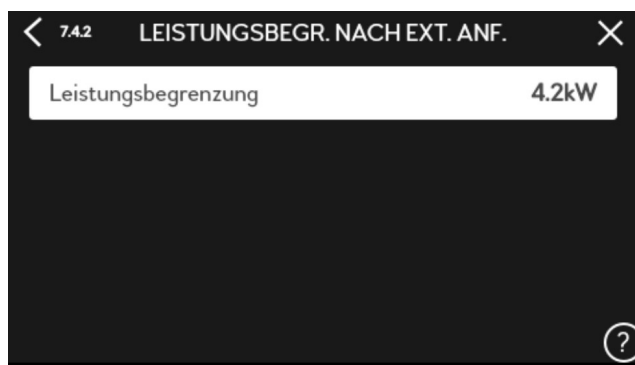 7.4.2 LEISTUNGSBEGR. NACH EXT. ANF.
Leistungsbegrenzung 4.2kW
?